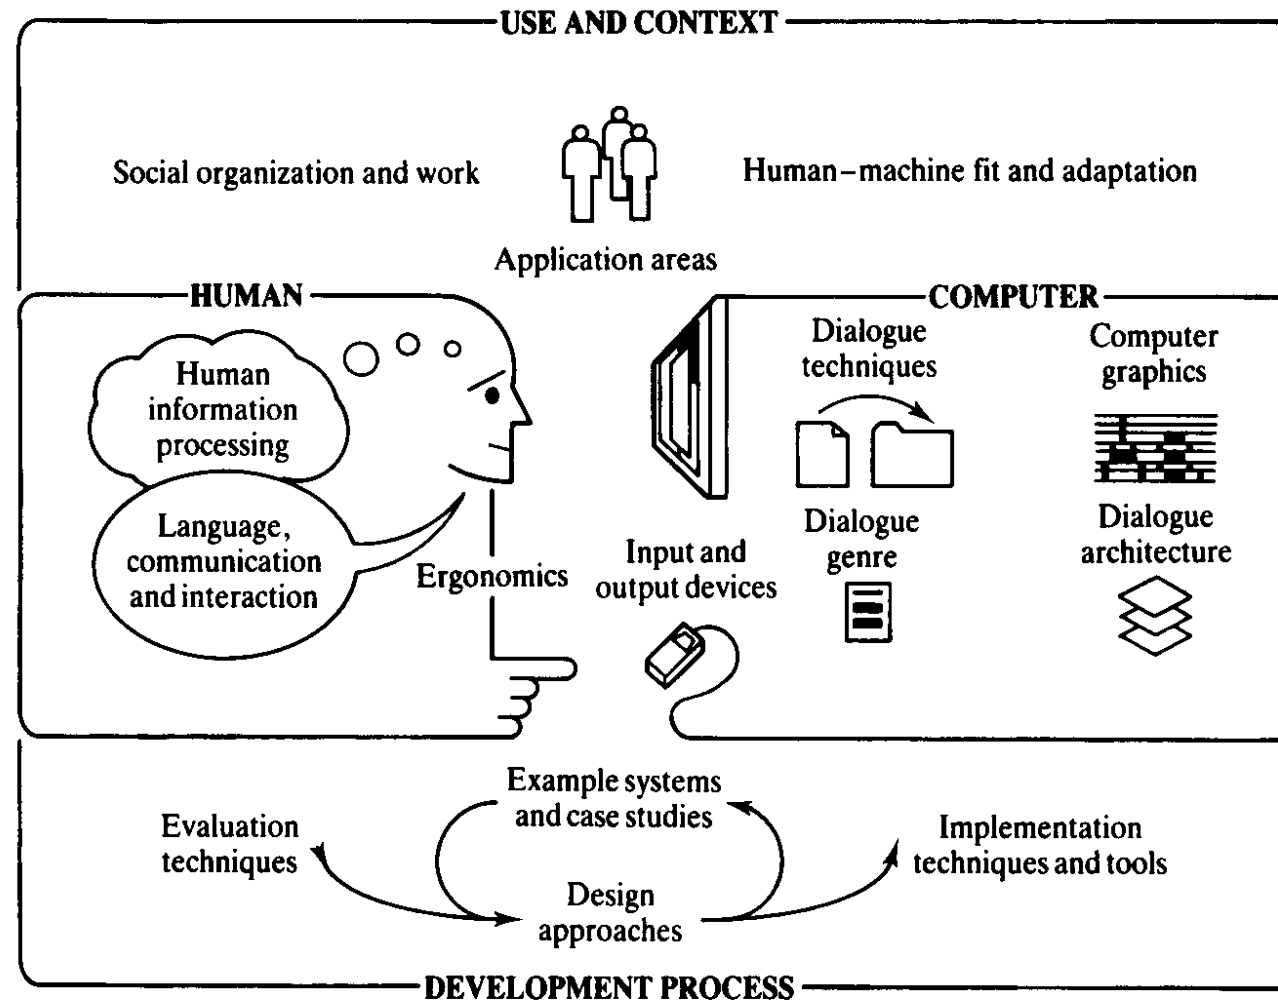 USE AND CONTEXT
Social organization and work
Human–machine fit and adaptation
Application areas
HUMAN
Human
information
processing
Language,
communication
and interaction
Ergonomics
Input and
output devices
COMPUTER
Dialogue
techniques
Computer
graphics
Dialogue
genre
Dialogue
architecture
Example systems
and case studies
Evaluation
techniques
Design
approaches
Implementation
techniques and tools
DEVELOPMENT PROCESS